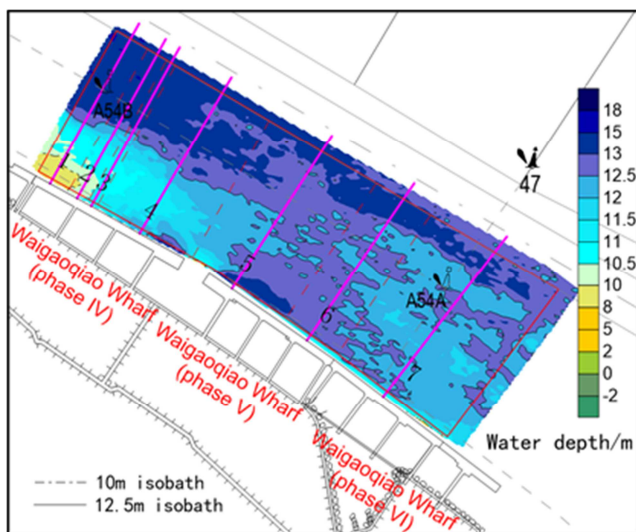 A54B
47
1
2
3
4
5
6
7
A54A
Waigaoqiao Wharf
(phase IV)
Waigaoqiao Wharf
(phase V)
Waigaoqiao Wharf
(phase VI)
18
15
13
12.5
12
11.5
11
10.5
10
8
5
2
0
-2
Water depth/m
10m isobath
12.5m isobath